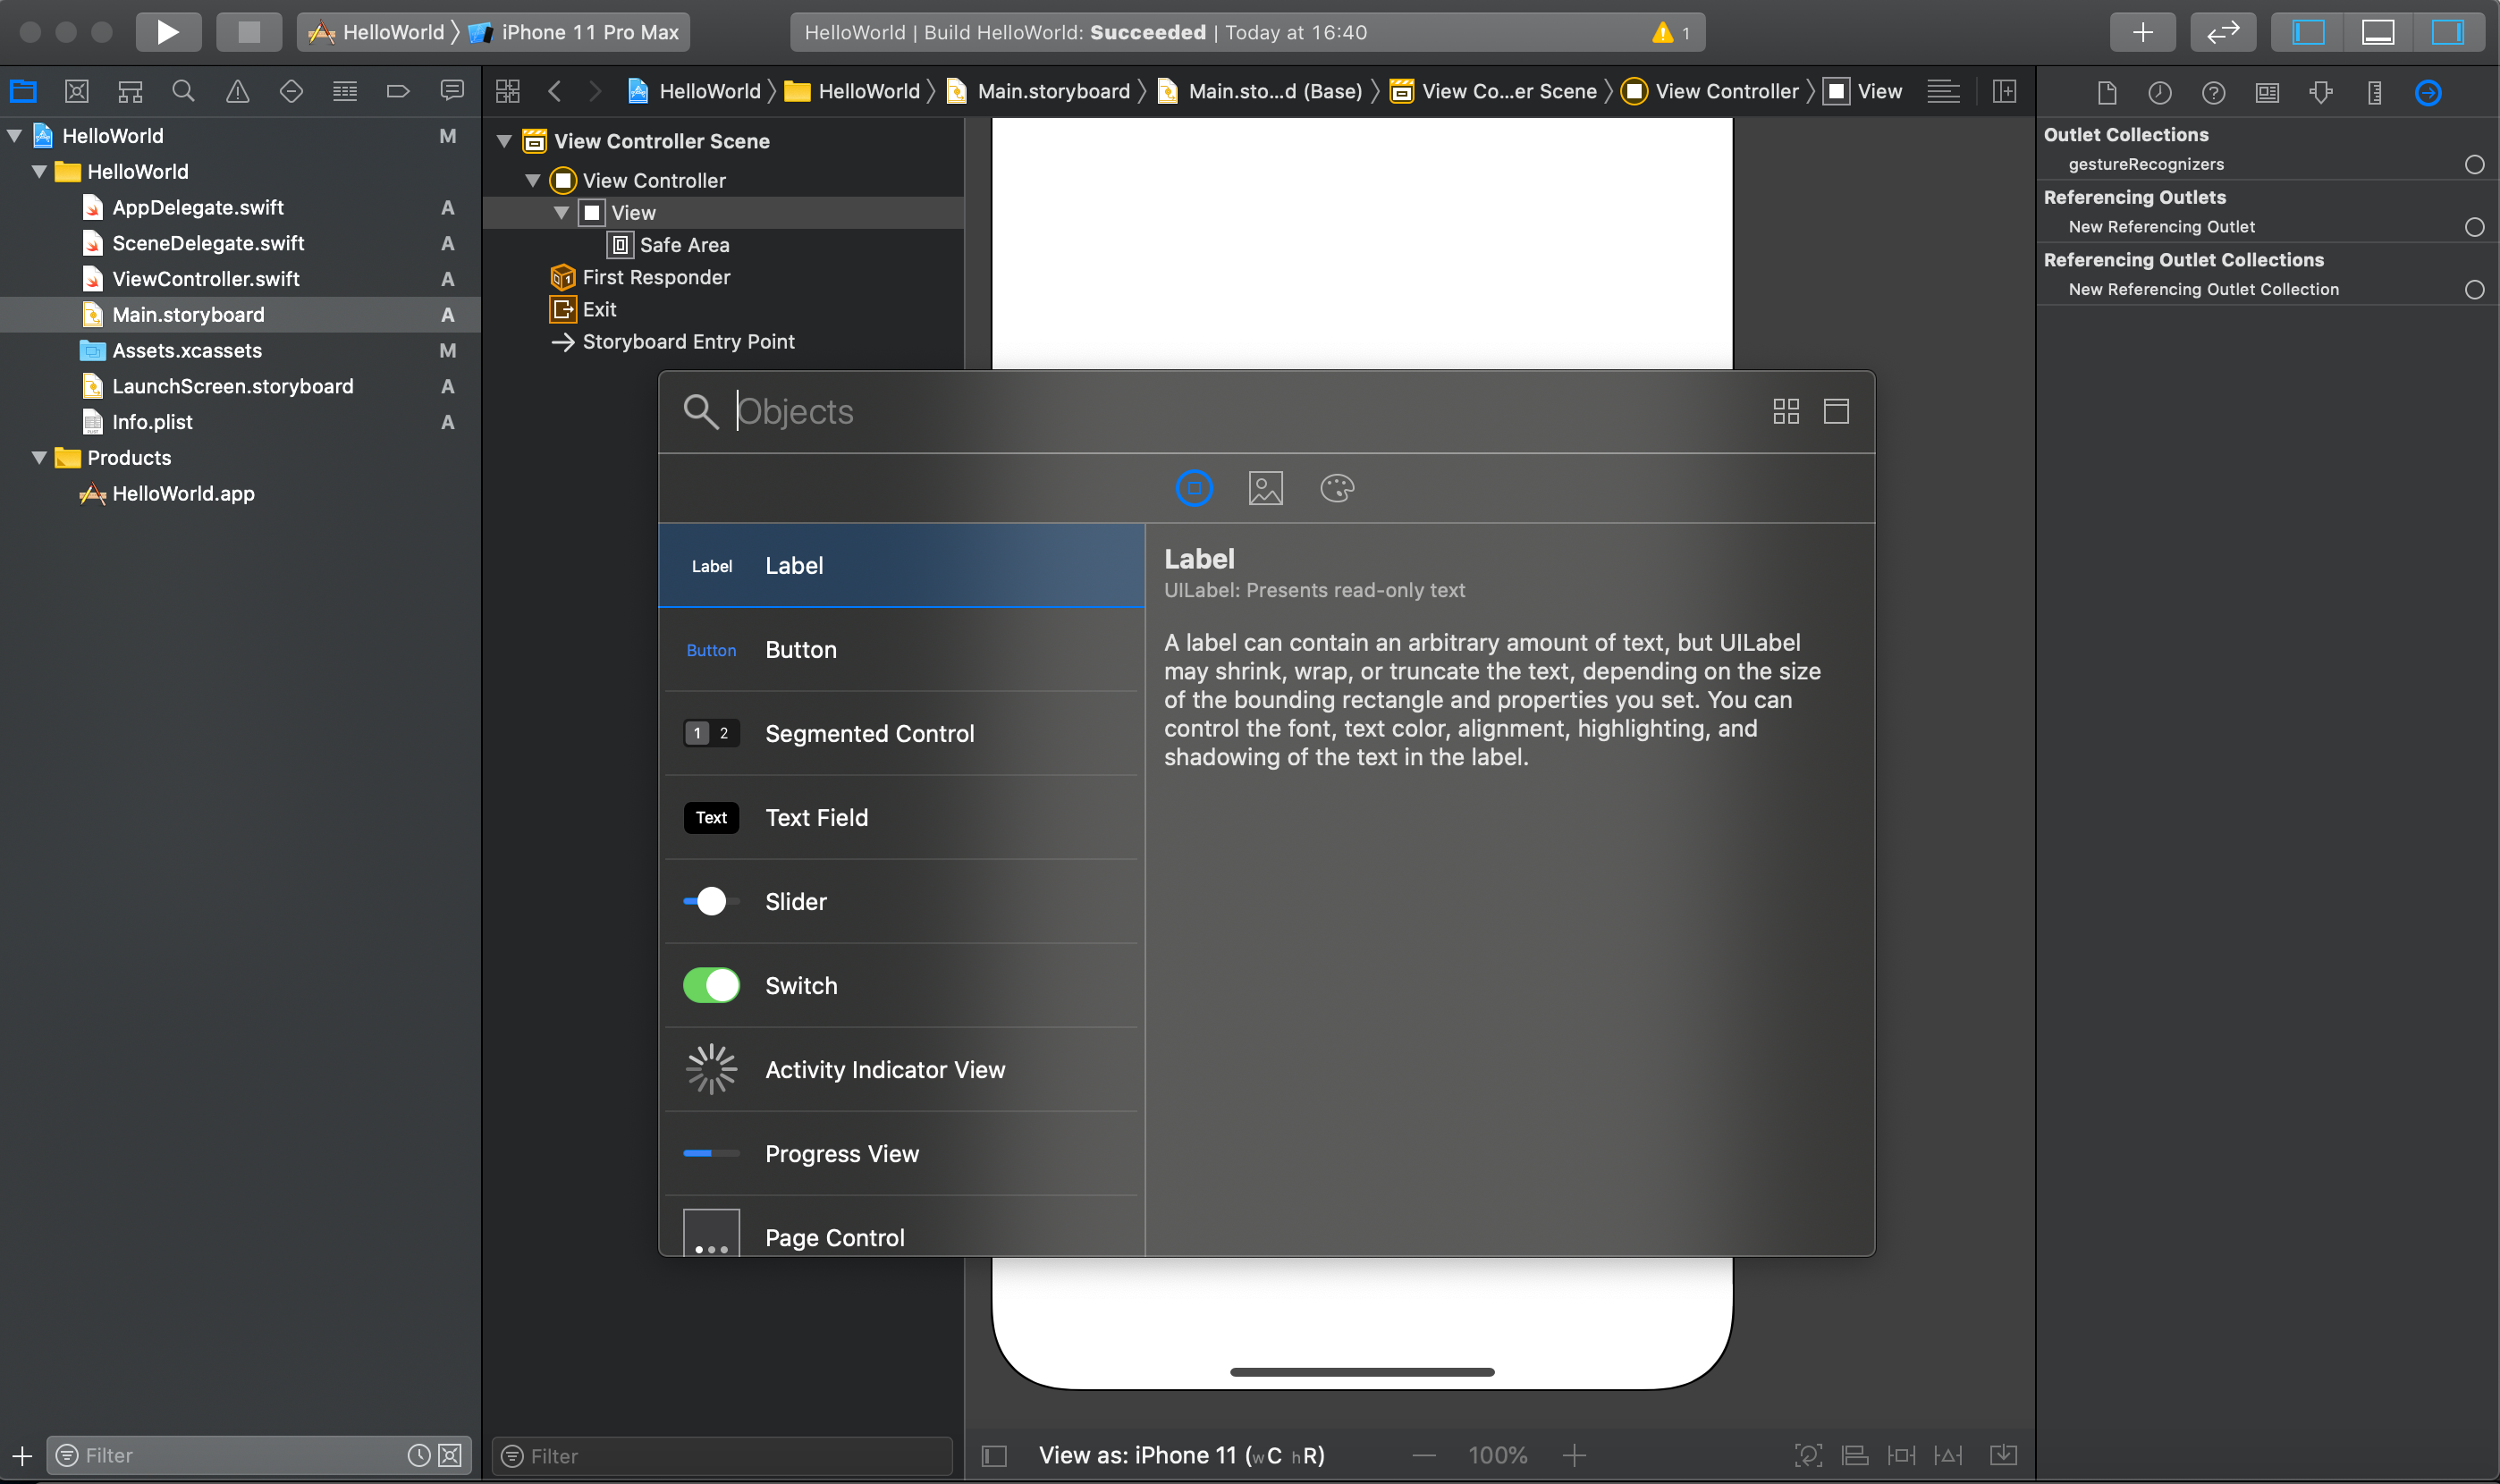 HelloWorld
iPhone 11 Pro Max
HelloWorld | Build HelloWorld: Succeeded | Today at 16:40
1
HelloWorld
HelloWorld
Main.storyboard
Main.sto...d (Base)
View Co...er Scene
View Controller
View
HelloWorld M
HelloWorld
AppDelegate.swift A
SceneDelegate.swift A
ViewController.swift A
Main.storyboard A
Assets.xcassets M
LaunchScreen.storyboard A
Info.plist A
Products
HelloWorld.app
Filter
View Controller Scene
View Controller
View
Safe Area
First Responder
Exit
Storyboard Entry Point
Filter
Objects
Label Label
Button Button
1 2 Segmented Control
Text Text Field
Slider
Switch
Activity Indicator View
Progress View
Page Control
Label
UILabel: Presents read-only text
A label can contain an arbitrary amount of text, but UILabel
may shrink, wrap, or truncate the text, depending on the size
of the bounding rectangle and properties you set. You can
control the font, text color, alignment, highlighting, and
shadowing of the text in the label.
View as: iPhone 11 (wC hR)
100%
Outlet Collections
gestureRecognizers
Referencing Outlets
New Referencing Outlet
Referencing Outlet Collections
New Referencing Outlet Collection